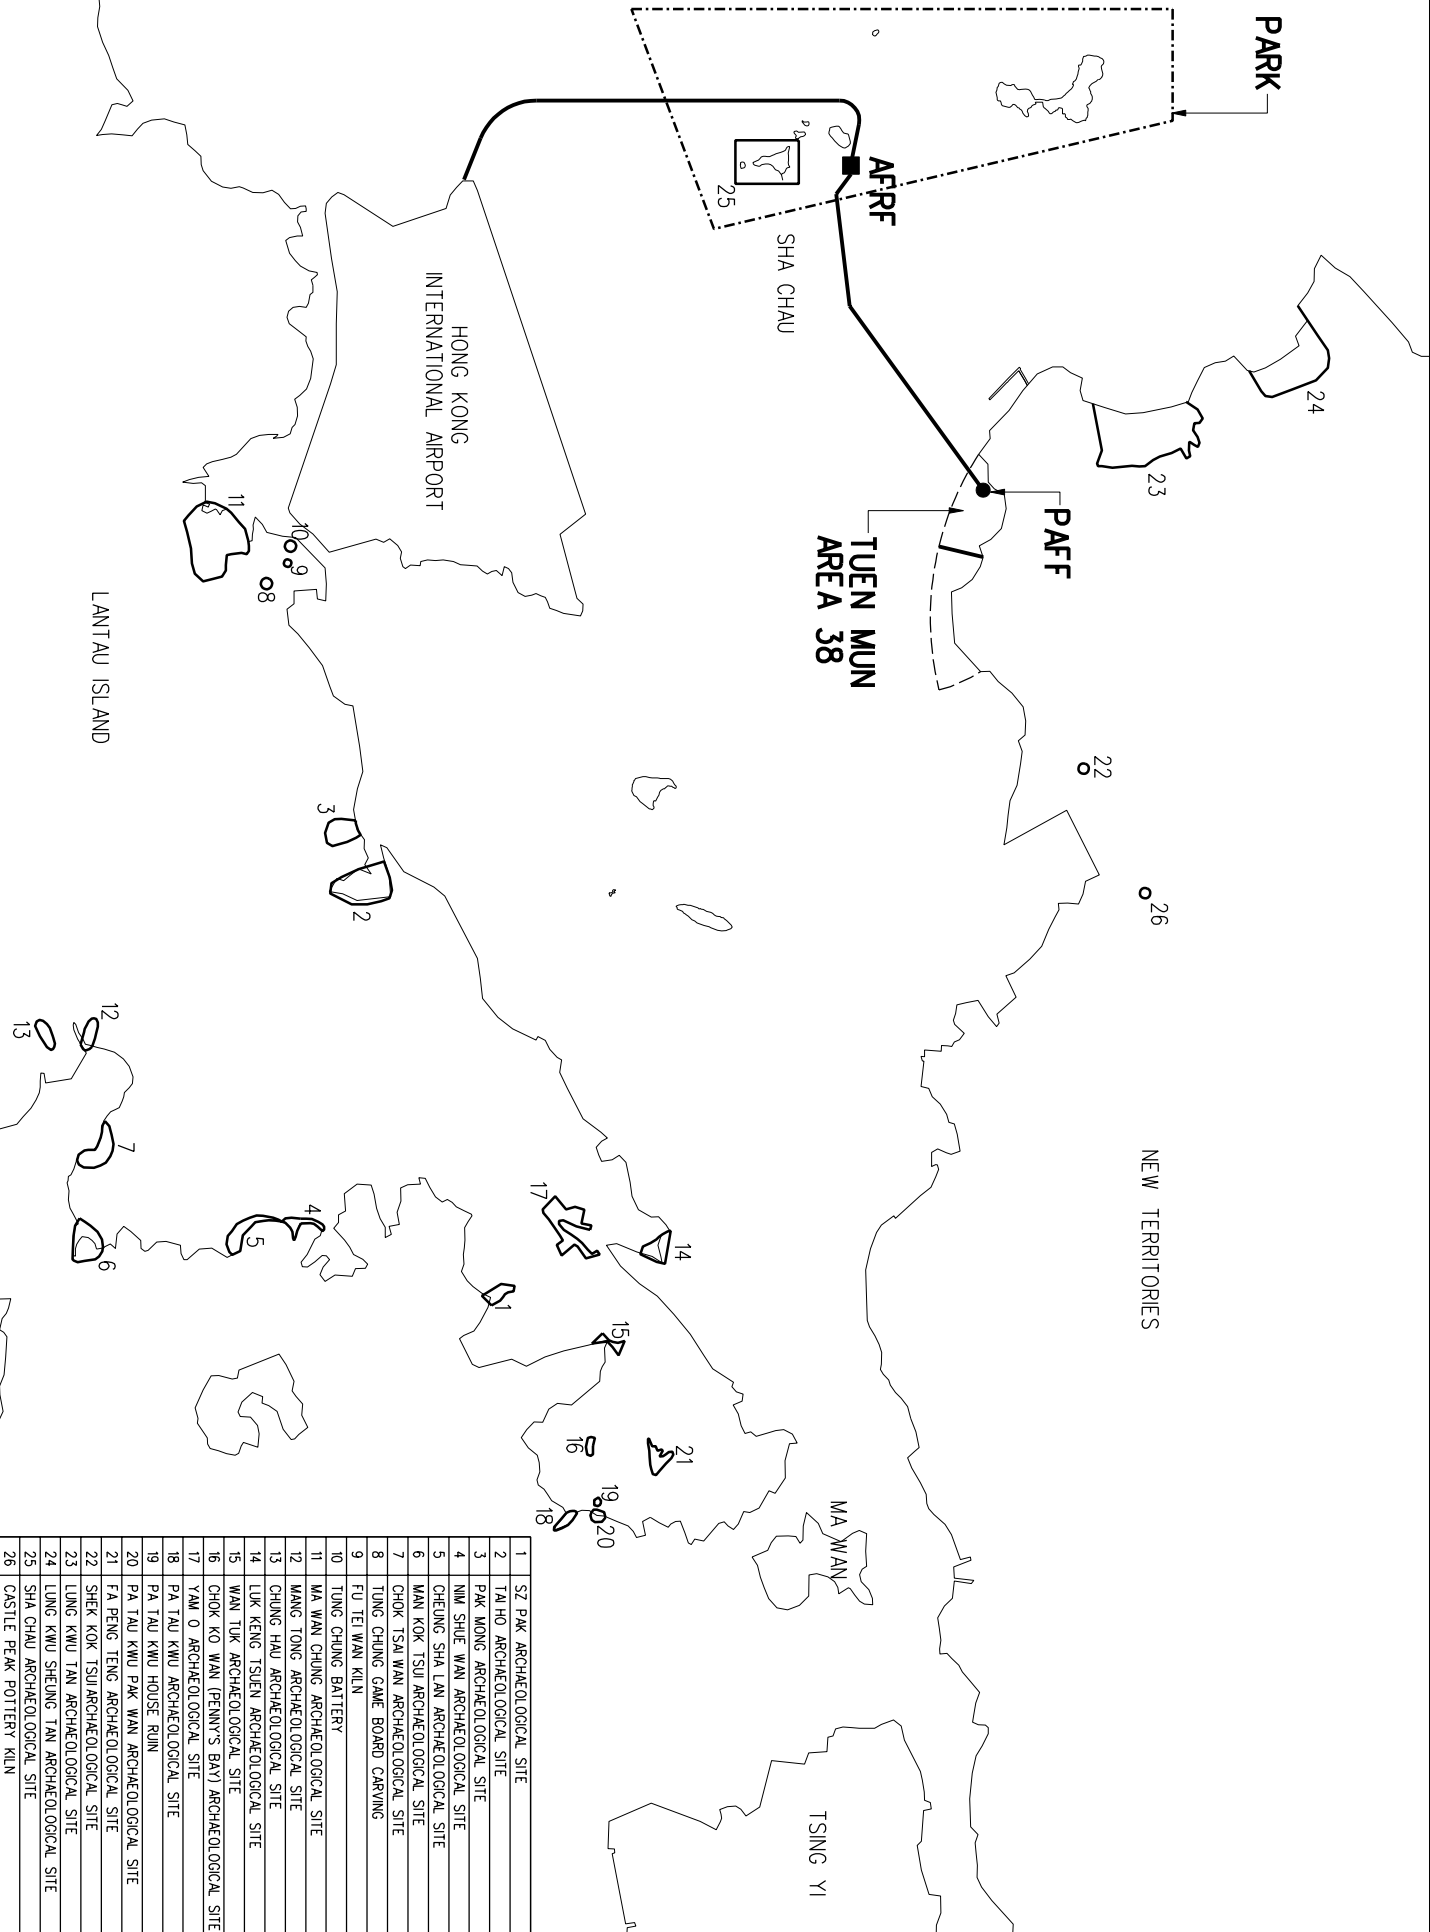 PARK
AFRF
25
SHA CHAU
24
23
PAFF
TUEN MUN
AREA 38
HONG KONG
INTERNATIONAL AIRPORT
11
10
9
8
LANTAU ISLAND
22
26
3
2
NEW TERRITORIES
12
13
7
4
5
6
17
14
1
15
16
21
19
20
18
MA WAN
TSING YI
1 SZ PAK ARCHAEOLOGICAL SITE
2 TAI HO ARCHAEOLOGICAL SITE
3 PAK MONG ARCHAEOLOGICAL SITE
4 NIM SHUE WAN ARCHAEOLOGICAL SITE
5 CHEUNG SHA LAN ARCHAEOLOGICAL SITE
6 MAN KOK TSUI ARCHAEOLOGICAL SITE
7 CHOK TSAI WAN ARCHAEOLOGICAL SITE
8 TUNG CHUNG GAME BOARD CARVING
9 FU TEI WAN KILN
10 TUNG CHUNG BATTERY
11 MA WAN CHUNG ARCHAEOLOGICAL SITE
12 MANG TONG ARCHAEOLOGICAL SITE
13 CHUNG HAU ARCHAEOLOGICAL SITE
14 LUK KENG TSUEN ARCHAEOLOGICAL SITE
15 WAN TUK ARCHAEOLOGICAL SITE
16 CHOK KO WAN (PENNY'S BAY) ARCHAEOLOGICAL SITE
17 YAM O ARCHAEOLOGICAL SITE
18 PA TAU KWU ARCHAEOLOGICAL SITE
19 PA TAU KWU HOUSE RUIN
20 PA TAU KWU PAK WAN ARCHAEOLOGICAL SITE
21 FA PENG TENG ARCHAEOLOGICAL SITE
22 SHEK KOK TSUI ARCHAEOLOGICAL SITE
23 LUNG KWU TAN ARCHAEOLOGICAL SITE
24 LUNG KWU SHEUNG TAN ARCHAEOLOGICAL SITE
25 SHA CHAU ARCHAEOLOGICAL SITE
26 CASTLE PEAK POTTERY KILN